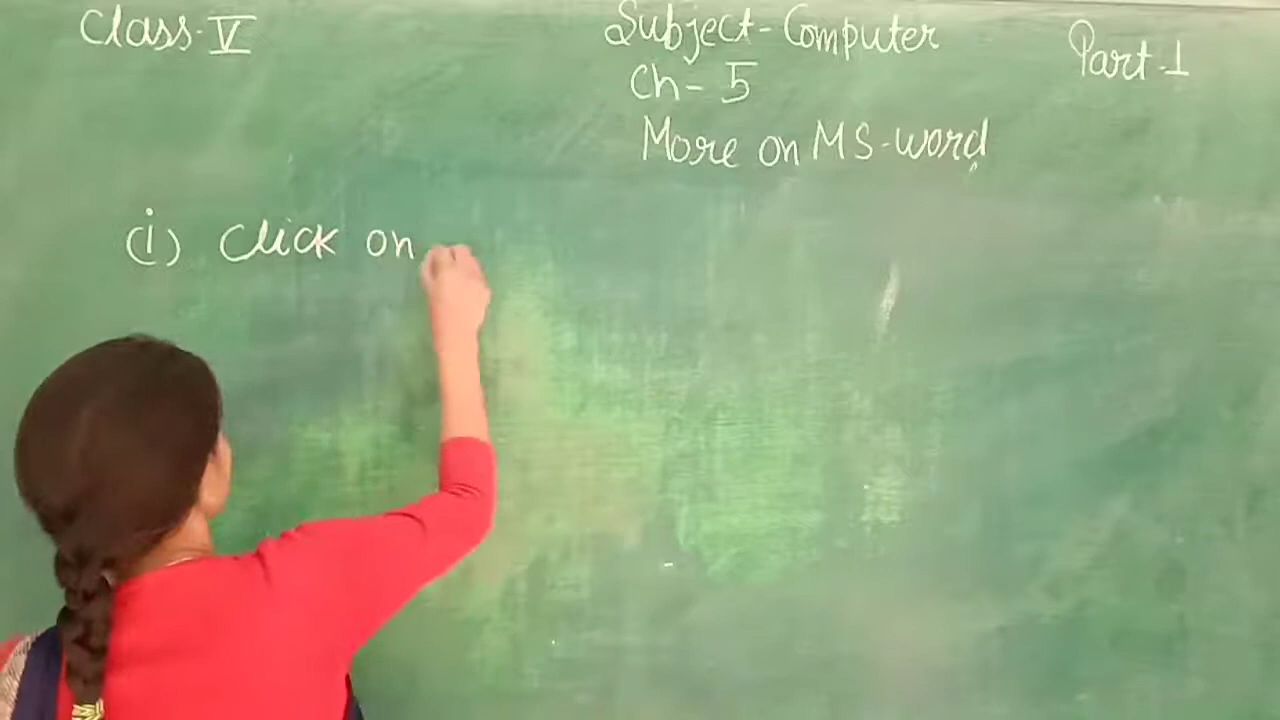 Class-V
Subject-Computer
Part-1
Ch-5
More on MS-word
(i) Click on